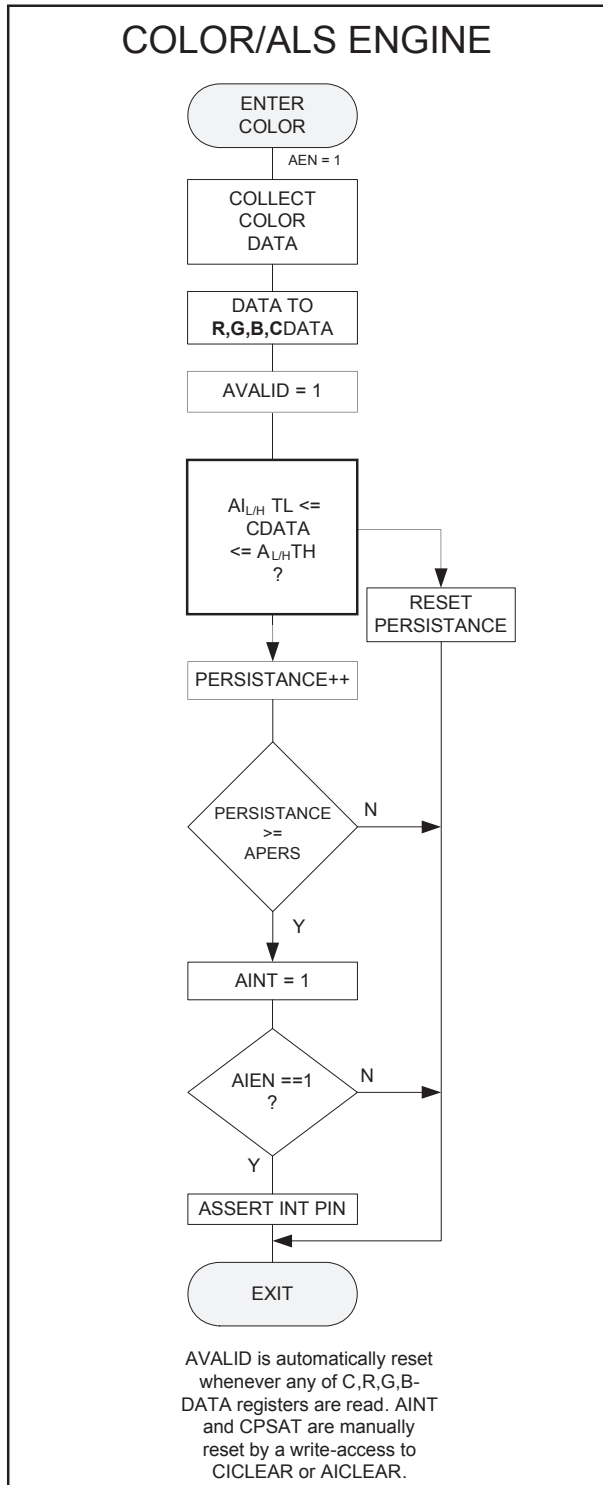 COLOR/ALS ENGINE
ENTER
COLOR
AEN = 1
COLLECT
COLOR
DATA
DATA TO
R,G,B,CDATA
AVALID = 1
AIL/H TL <=
CDATA
<= AL/HTH
?
RESET
PERSISTANCE
PERSISTANCE++
PERSISTANCE
>=
APERS
N
Y
AINT = 1
AIEN ==1
?
N
Y
ASSERT INT PIN
EXIT
AVALID is automatically reset
whenever any of C,R,G,B-
DATA registers are read. AINT
and CPSAT are manually
reset by a write-access to
CICLEAR or AICLEAR.